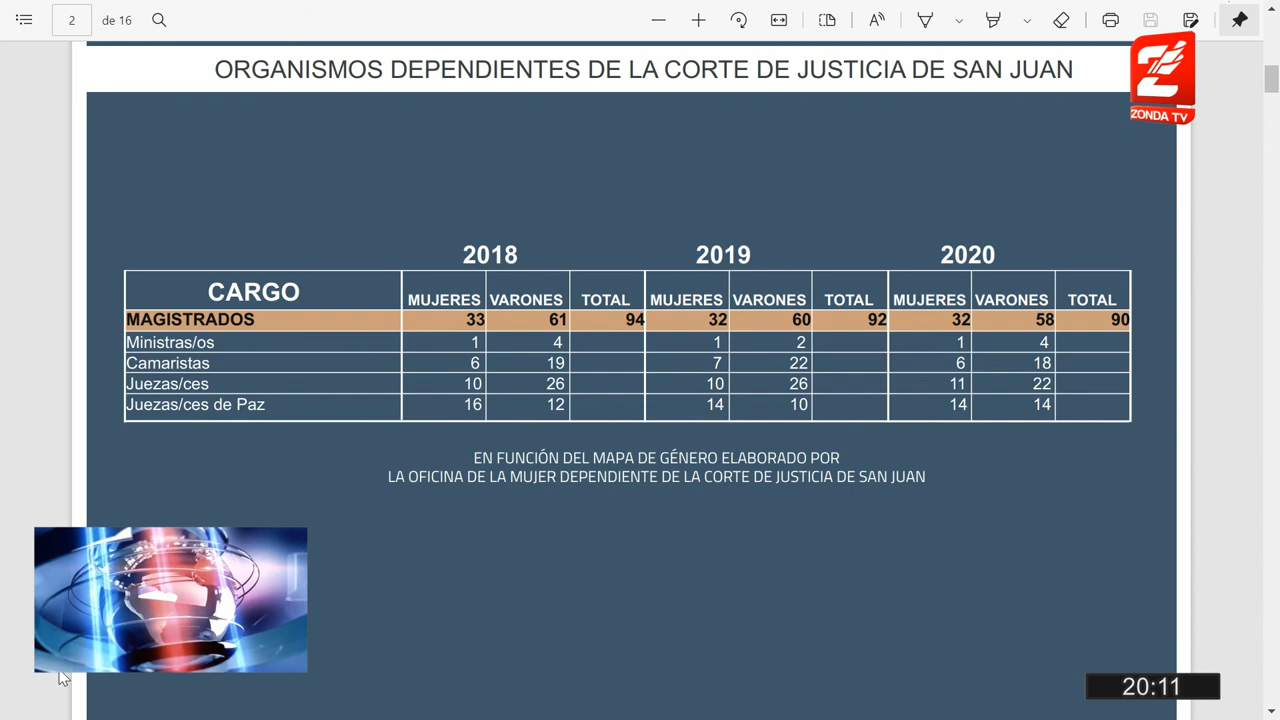 2 de 16
ORGANISMOS DEPENDIENTES DE LA CORTE DE JUSTICIA DE SAN JUAN
ZONDA TV
2018 2019 2020
CARGO MUJERES VARONES TOTAL MUJERES VARONES TOTAL MUJERES VARONES TOTAL
MAGISTRADOS 33 61 94 32 60 92 32 58 90
Ministras/os 1 4 1 2 1 4
Camaristas 6 19 7 22 6 18
Juezas/ces 10 26 10 26 11 22
Juezas/ces de Paz 16 12 14 10 14 14
EN FUNCIÓN DEL MAPA DE GÉNERO ELABORADO POR
LA OFICINA DE LA MUJER DEPENDIENTE DE LA CORTE DE JUSTICIA DE SAN JUAN
20:11